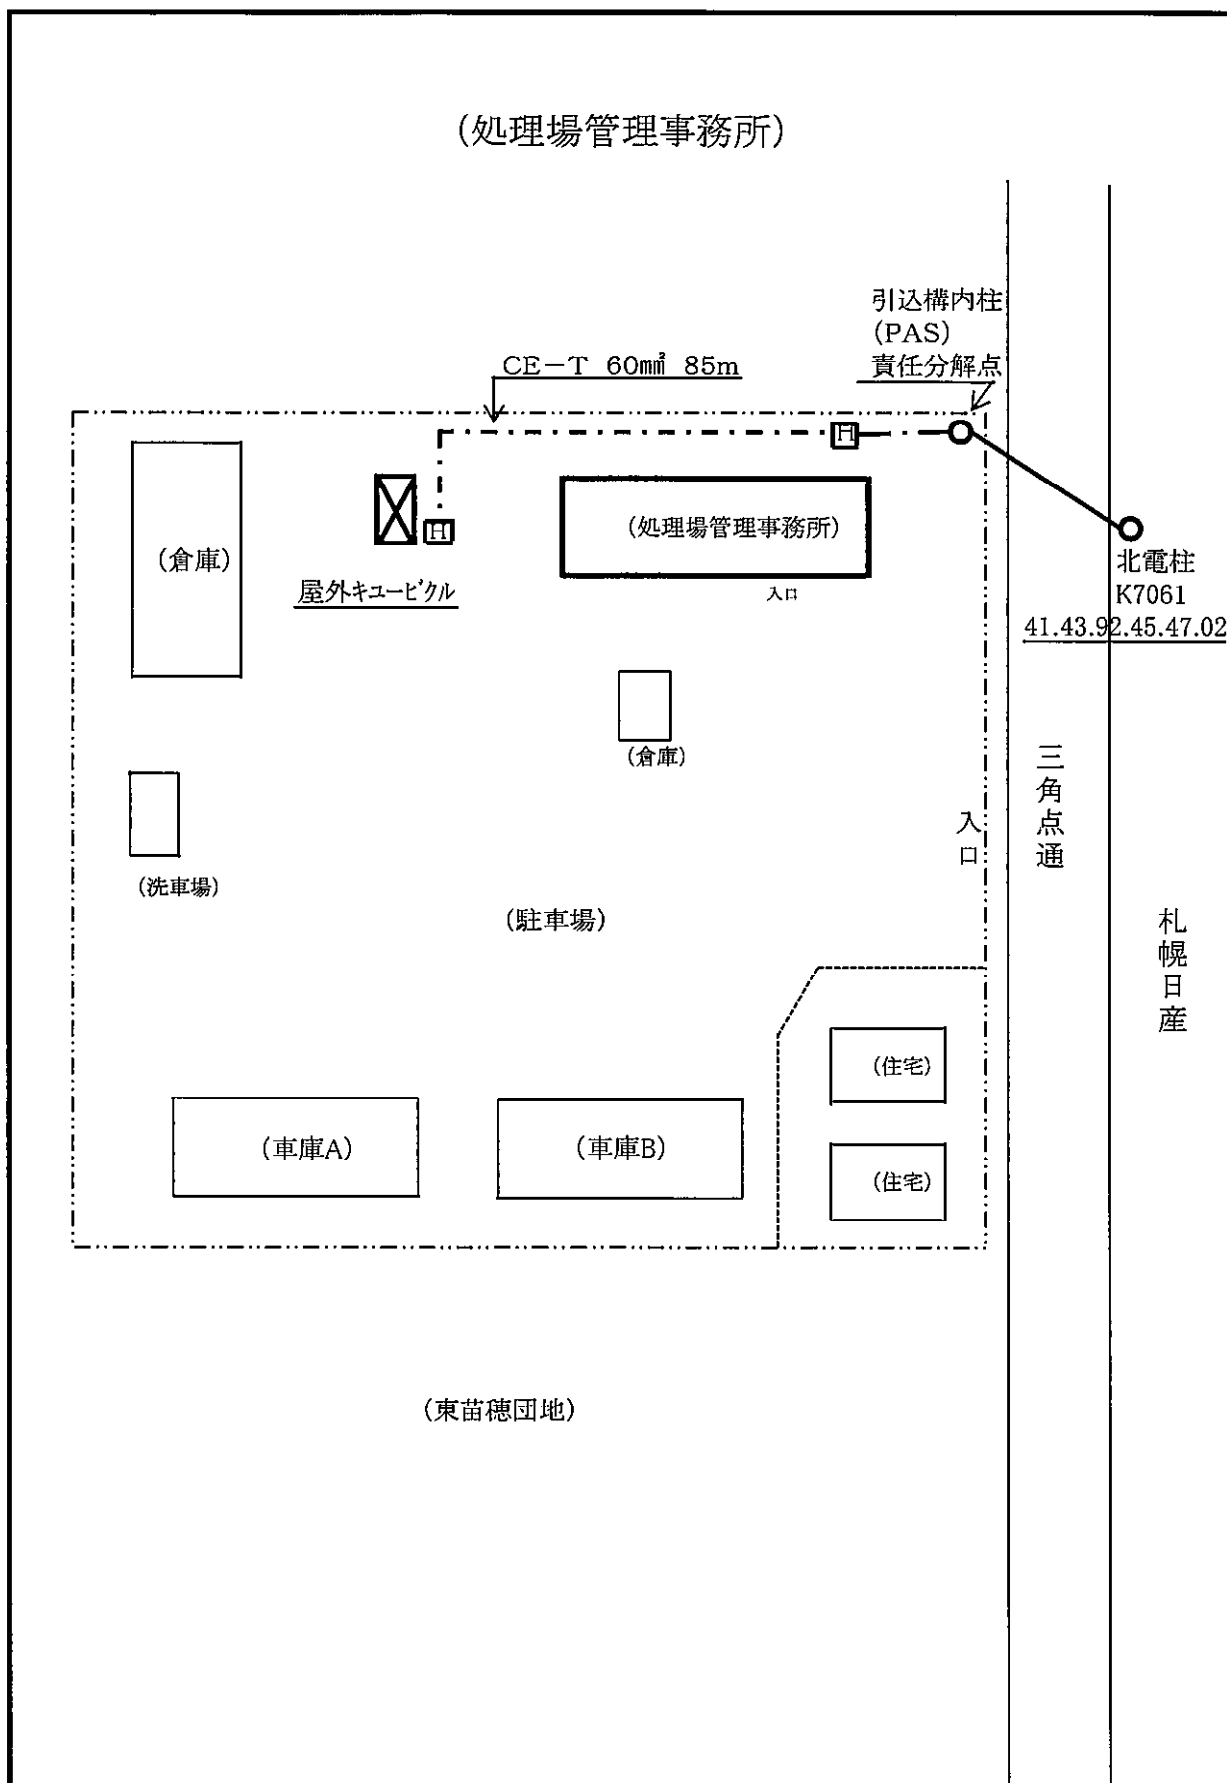 (処理場管理事務所)
引込構内柱
(PAS)
責任分解点
CE－T 60㎟ 85m
H
(処理場管理事務所)
H
(倉庫)
北電柱
K7061
41.43.92.45.47.02
屋外キユーピクル
入口
(倉庫)
三角点通
入口
(洗車場)
(駐車場)
札幌日産
(住宅)
(車庫A)
(車庫B)
(住宅)
(東苗穂団地)